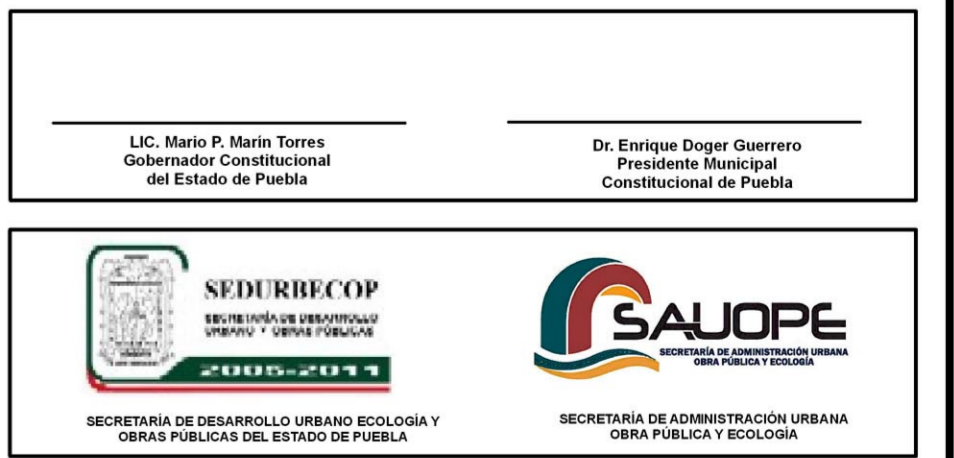 LIC. Mario P. Marín Torres
Gobernador Constitucional
del Estado de Puebla
Dr. Enrique Doger Guerrero
Presidente Municipal
Constitucional de Puebla
SEDURBECOP
SECRETARÍA DE DESARROLLO
URBANO Y OBRAS PÚBLICAS
2005-2011
SECRETARÍA DE DESARROLLO URBANO ECOLOGÍA Y
OBRAS PÚBLICAS DEL ESTADO DE PUEBLA
SAUOPE
SECRETARÍA DE ADMINISTRACIÓN URBANA
OBRA PÚBLICA Y ECOLOGÍA
SECRETARÍA DE ADMINISTRACIÓN URBANA
OBRA PÚBLICA Y ECOLOGÍA